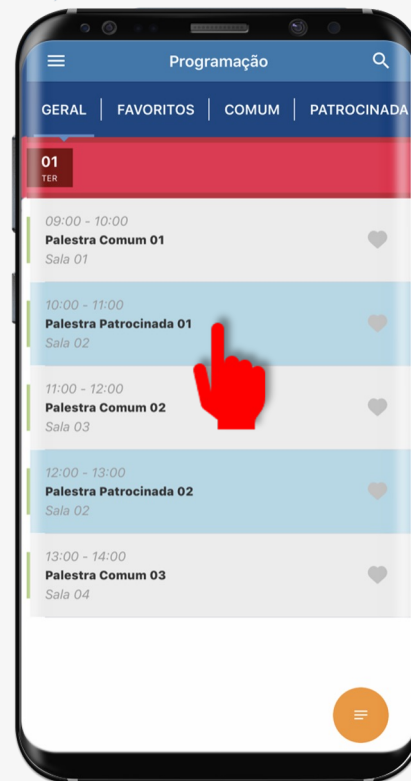 Programação
GERAL FAVORITOS COMUM PATROCINADA
01
TER
09:00 - 10:00
Palestra Comum 01
Sala 01
10:00 - 11:00
Palestra Patrocinada 01
Sala 02
11:00 - 12:00
Palestra Comum 02
Sala 03
12:00 - 13:00
Palestra Patrocinada 02
Sala 02
13:00 - 14:00
Palestra Comum 03
Sala 04